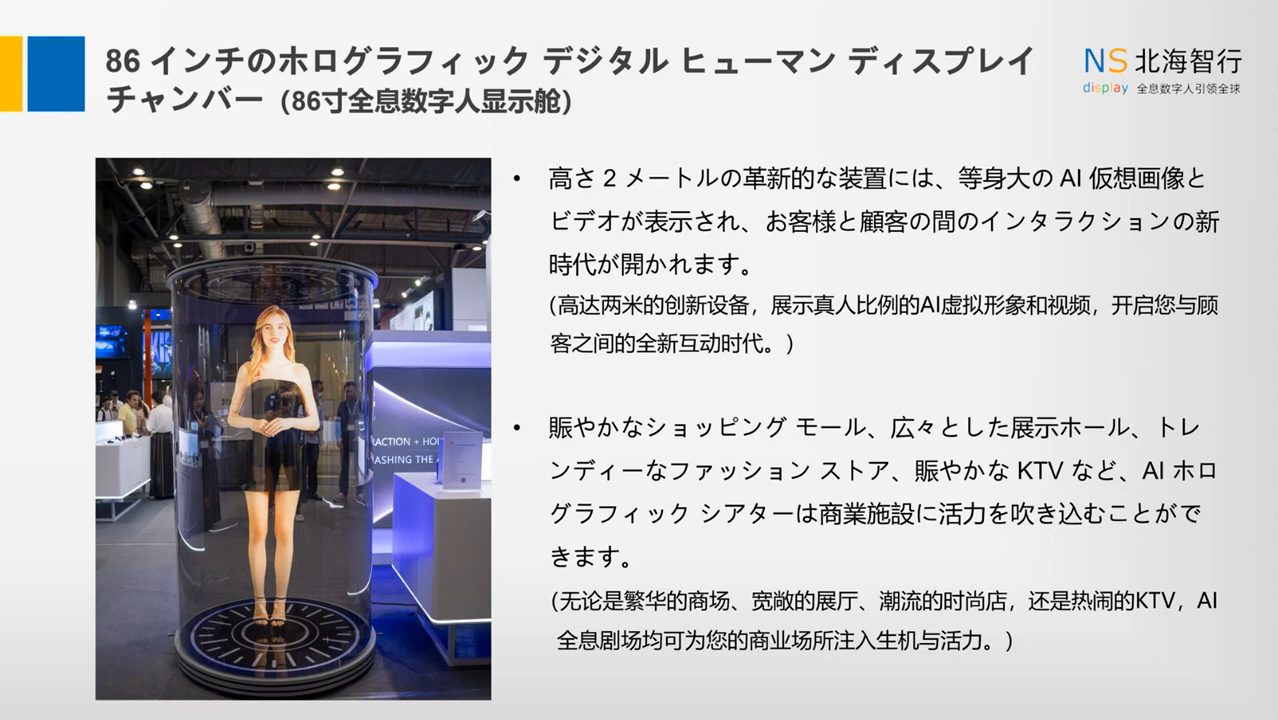 86 インチのホログラフィック デジタル ヒューマン ディスプレイ
チャンバー (86寸全息数字人显示舱)
NS 北海智行
display 全息数字人引领全球
• 高さ 2 メートルの革新的な装置には、等身大の AI 仮想画像と
ビデオが表示され、お客様と顧客の間のインタラクションの新
時代が開かれます。
(高达两米的创新设备，展示真人比例的AI虚拟形象和视频，开启您与顾
客之间的全新互动时代。)
• 賑やかなショッピング モール、広々とした展示ホール、トレ
ンディーなファッション ストア、賑やかな KTV など、AI ホロ
グラフィック シアターは商業施設に活力を吹き込むことがで
きます。
(无论是繁华的商场、宽敞的展厅、潮流的时尚店，还是热闹的KTV，AI
全息剧场均可为您的商业场所注入生机与活力。)
RACTION + HO
ASHING THE A